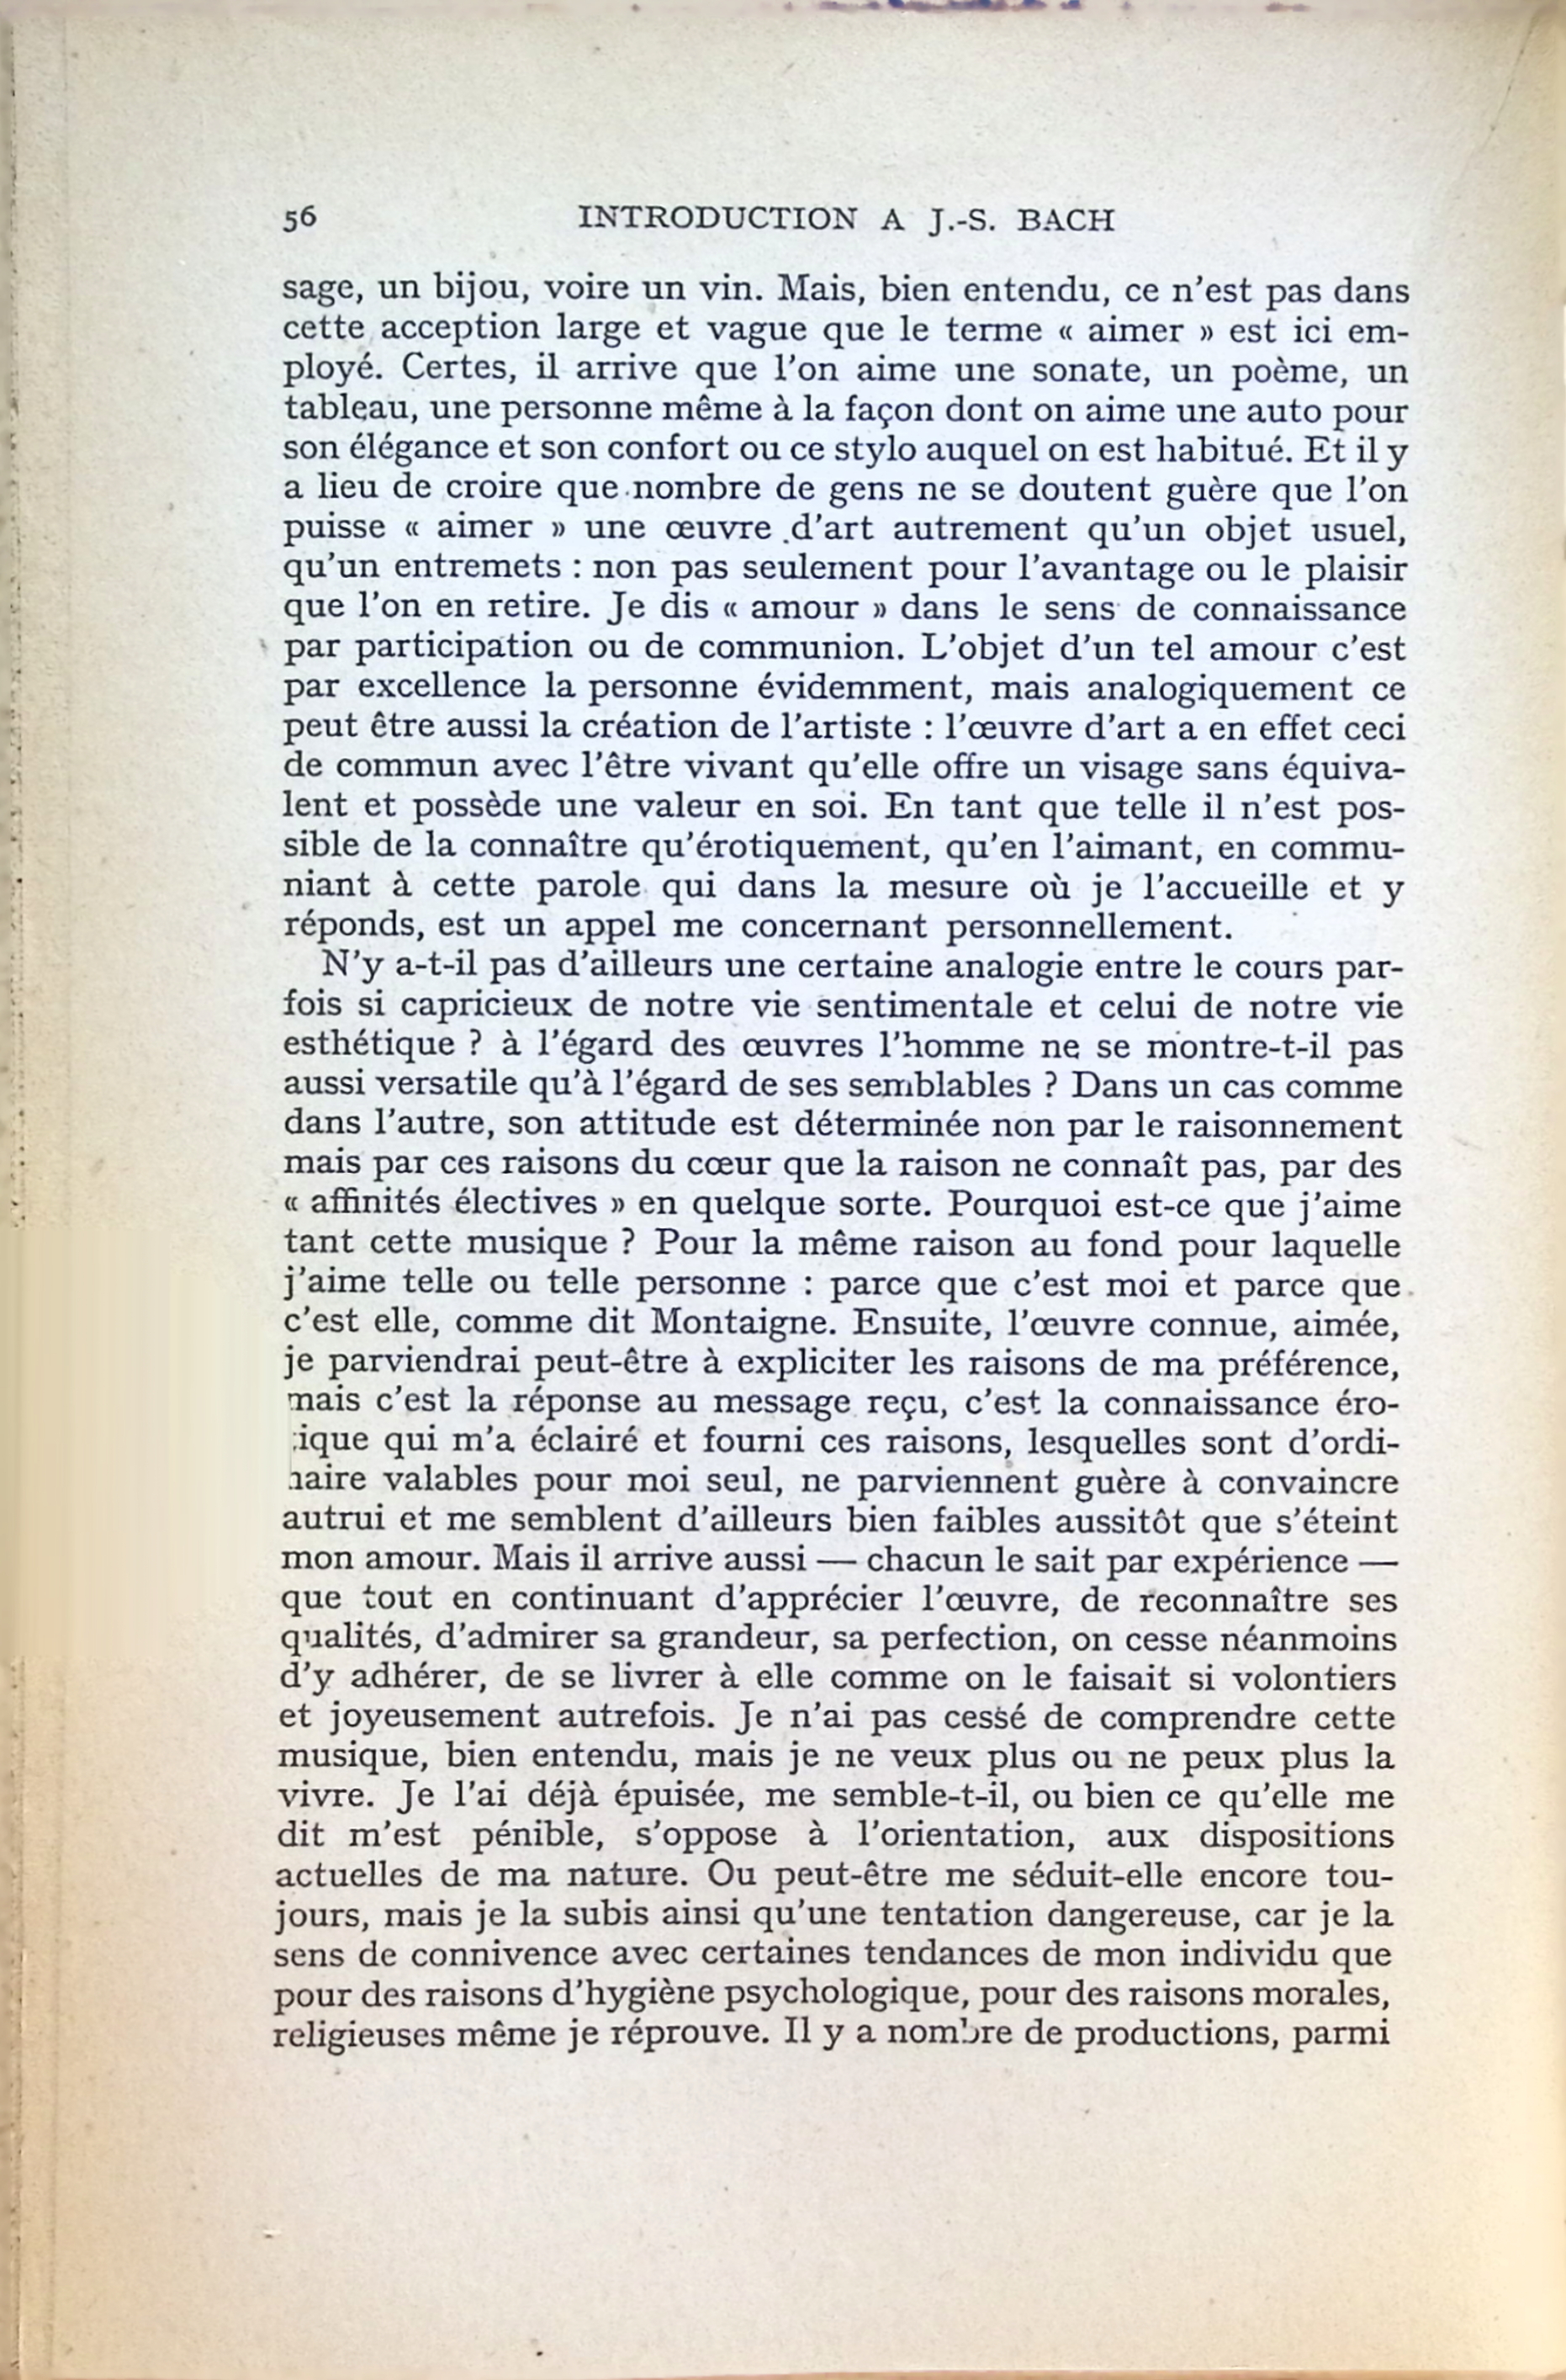 56 INTRODUCTION A J.-S. BACH
sage, un bijou, voire un vin. Mais, bien entendu, ce n'est pas dans
cette acception large et vague que le terme « aimer » est ici em-
ployé. Certes, il arrive que l'on aime une sonate, un poème, un
tableau, une personne même à la façon dont on aime une auto pour
son élégance et son confort ou ce stylo auquel on est habitué. Et il y
a lieu de croire que nombre de gens ne se doutent guère que l'on
puisse « aimer » une œuvre d'art autrement qu'un objet usuel,
qu'un entremets : non pas seulement pour l'avantage ou le plaisir
que l'on en retire. Je dis « amour » dans le sens de connaissance
par participation ou de communion. L'objet d'un tel amour c'est
par excellence la personne évidemment, mais analogiquement ce
peut être aussi la création de l'artiste : l'œuvre d'art a en effet ceci
de commun avec l'être vivant qu'elle offre un visage sans équiva-
lent et possède une valeur en soi. En tant que telle il n'est pos-
sible de la connaître qu'érotiquement, qu'en l'aimant, en commu-
niant à cette parole qui dans la mesure où je l'accueille et y
réponds, est un appel me concernant personnellement.
N'y a-t-il pas d'ailleurs une certaine analogie entre le cours par-
fois si capricieux de notre vie sentimentale et celui de notre vie
esthétique ? à l'égard des œuvres l'homme ne se montre-t-il pas
aussi versatile qu'à l'égard de ses semblables ? Dans un cas comme
dans l'autre, son attitude est déterminée non par le raisonnement
mais par ces raisons du cœur que la raison ne connaît pas, par des
« affinités électives » en quelque sorte. Pourquoi est-ce que j'aime
tant cette musique ? Pour la même raison au fond pour laquelle
j'aime telle ou telle personne : parce que c'est moi et parce que
c'est elle, comme dit Montaigne. Ensuite, l'œuvre connue, aimée,
je parviendrai peut-être à expliciter les raisons de ma préférence,
mais c'est la réponse au message reçu, c'est la connaissance éro-
tique qui m'a éclairé et fourni ces raisons, lesquelles sont d'ordi-
naire valables pour moi seul, ne parviennent guère à convaincre
autrui et me semblent d'ailleurs bien faibles aussitôt que s'éteint
mon amour. Mais il arrive aussi — chacun le sait par expérience —
que tout en continuant d'apprécier l'œuvre, de reconnaître ses
qualités, d'admirer sa grandeur, sa perfection, on cesse néanmoins
d'y adhérer, de se livrer à elle comme on le faisait si volontiers
et joyeusement autrefois. Je n'ai pas cessé de comprendre cette
musique, bien entendu, mais je ne veux plus ou ne peux plus la
vivre. Je l'ai déjà épuisée, me semble-t-il, ou bien ce qu'elle me
dit m'est pénible, s'oppose à l'orientation, aux dispositions
actuelles de ma nature. Ou peut-être me séduit-elle encore tou-
jours, mais je la subis ainsi qu'une tentation dangereuse, car je la
sens de connivence avec certaines tendances de mon individu que
pour des raisons d'hygiène psychologique, pour des raisons morales,
religieuses même je réprouve. Il y a nombre de productions, parmi